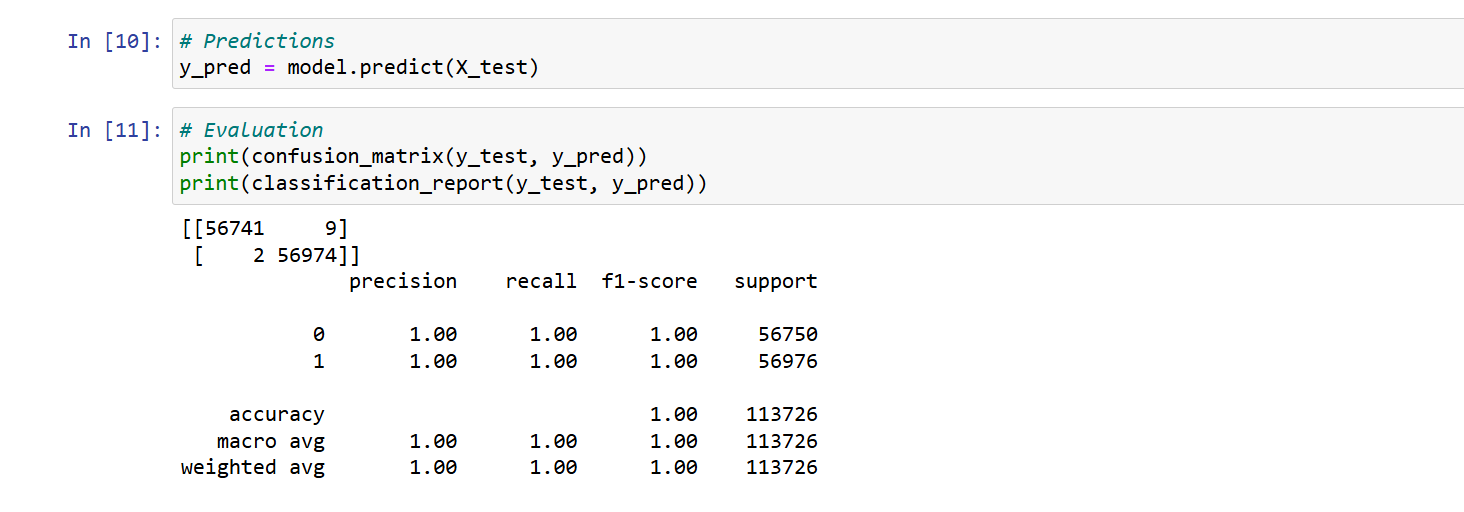 In [10]: # Predictions
y_pred = model.predict(X_test)
In [11]: # Evaluation
print(confusion_matrix(y_test, y_pred))
print(classification_report(y_test, y_pred))
[[56741     9]
 [    2 56974]]
              precision    recall  f1-score   support
           0       1.00      1.00      1.00     56750
           1       1.00      1.00      1.00     56976
    accuracy                           1.00    113726
   macro avg       1.00      1.00      1.00    113726
weighted avg       1.00      1.00      1.00    113726